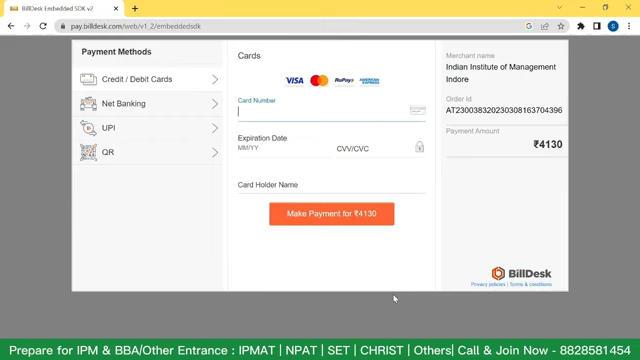 BillDesk Embedded SDK v2
pay.billdesk.com/web/v1_2/embeddedsdk
Payment Methods
Credit / Debit Cards
Net Banking
UPI
QR
Cards
VISA
RuPay
AMERICAN EXPRESS
Card Number
Expiration Date
MM/YY
CVV/CVC
Card Holder Name
Make Payment for ₹4130
Merchant name
Indian Institute of Management
Indore
Order Id
AT23003832023030816370​4396
Payment Amount
₹4130
BillDesk
Privacy policies | Terms & conditions
Prepare for IPM & BBA/Other Entrance : IPMAT | NPAT | SET | CHRIST | Others| Call & Join Now - 8828581454